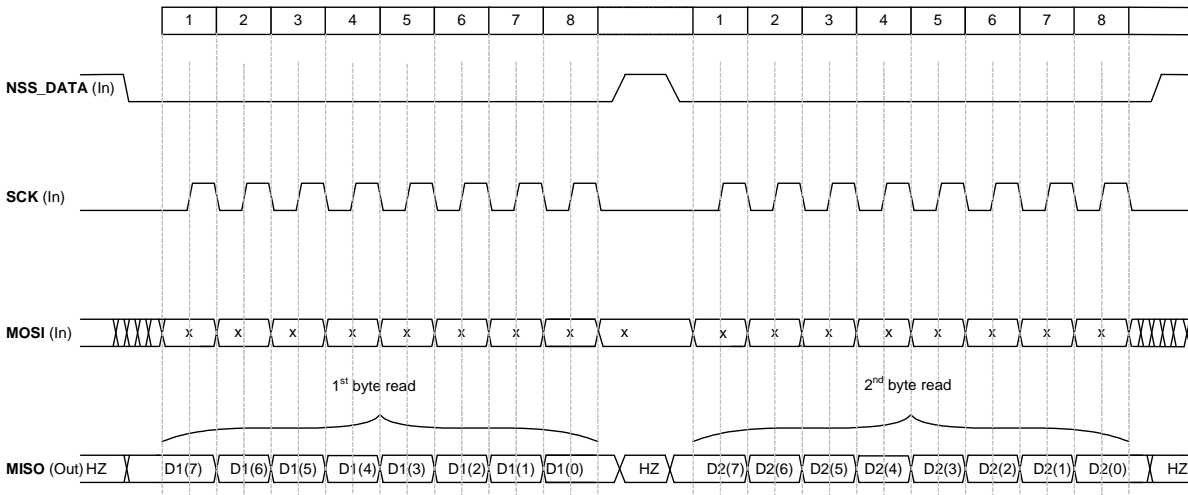 1 2 3 4 5 6 7 8 1 2 3 4 5 6 7 8
NSS_DATA (In)
SCK (In)
MOSI (In) x x x x x x x x x x x x x x x x x
1st byte read 2nd byte read
MISO (Out) HZ D1(7) D1(6) D1(5) D1(4) D1(3) D1(2) D1(1) D1(0) HZ D2(7) D2(6) D2(5) D2(4) D2(3) D2(2) D2(1) D2(0) HZ